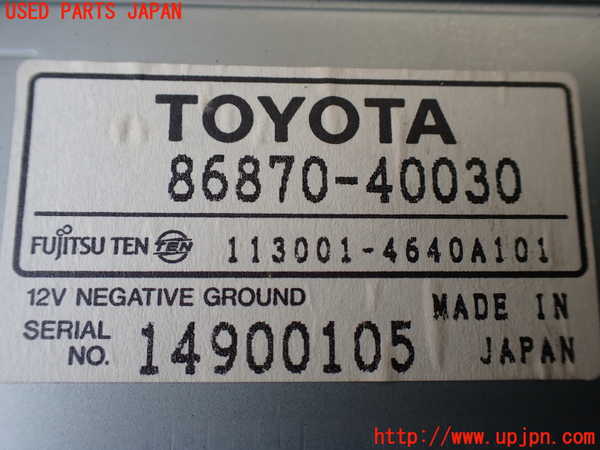 USED PARTS JAPAN
TOYOTA
86870-40030
FUJITSU TEN TEN 113001-4640A101
12V NEGATIVE GROUND
MADE IN JAPAN
SERIAL NO. 14900105
http://www.upjpn.com/